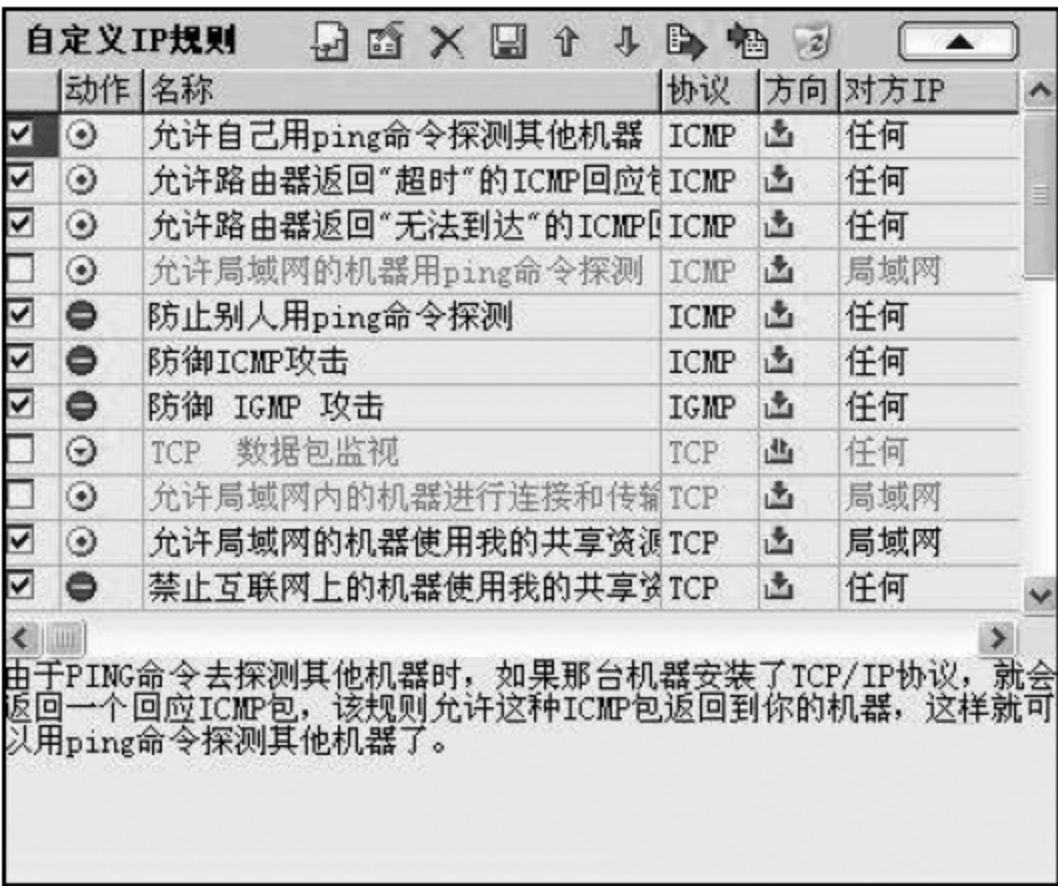 自定义IP规则
动作 名称 协议 方向 对方IP
允许自己用ping命令探测其他机器 ICMP 任何
允许路由器返回“超时”的ICMP回应 ICMP 任何
允许路由器返回“无法到达”的ICMP ICMP 任何
允许局域网的机器用ping命令探测 ICMP 局域网
防止别人用ping命令探测 ICMP 任何
防御ICMP攻击 ICMP 任何
防御 IGMP 攻击 IGMP 任何
TCP 数据包监视 TCP 任何
允许局域网内的机器进行连接和传输 TCP 局域网
允许局域网的机器使用我的共享资源 TCP 局域网
禁止互联网上的机器使用我的共享资 TCP 任何
由于PING命令去探测其他机器时，如果那台机器安装了TCP/IP协议，就会
返回一个回应ICMP包，该规则允许这种ICMP包返回到你的机器，这样就可
以用ping命令探测其他机器了。